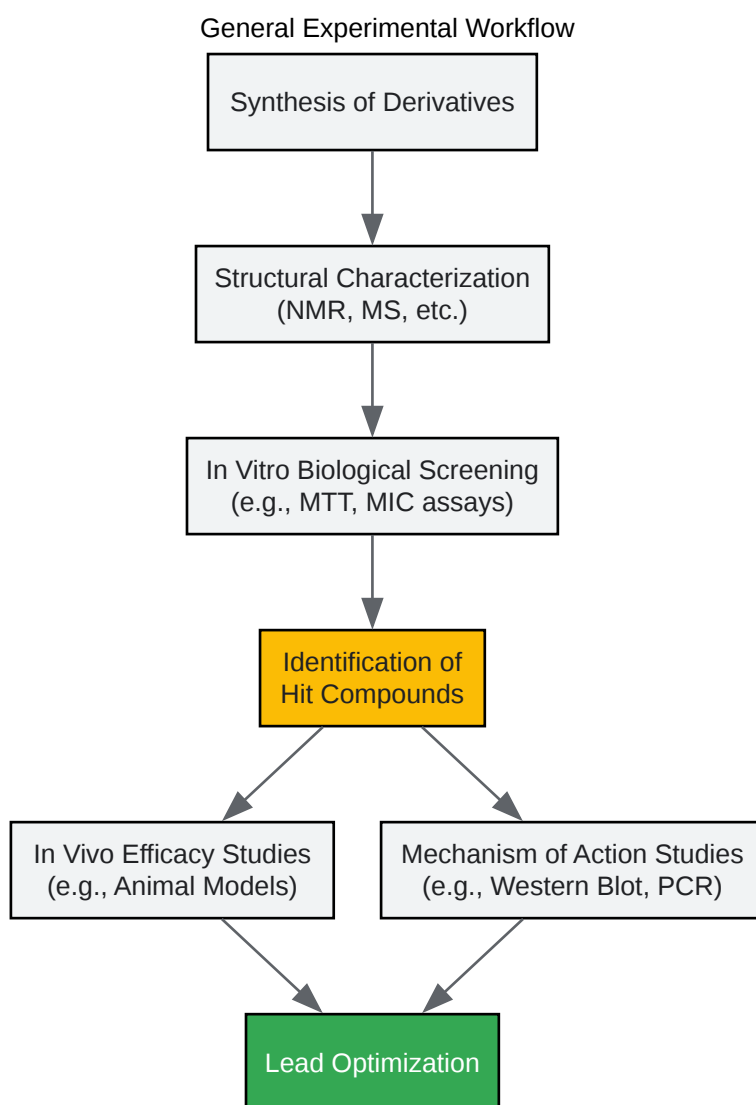 General Experimental Workflow
Synthesis of Derivatives
Structural Characterization
(NMR, MS, etc.)
In Vitro Biological Screening
(e.g., MTT, MIC assays)
Identification of
Hit Compounds
In Vivo Efficacy Studies
(e.g., Animal Models)
Mechanism of Action Studies
(e.g., Western Blot, PCR)
Lead Optimization